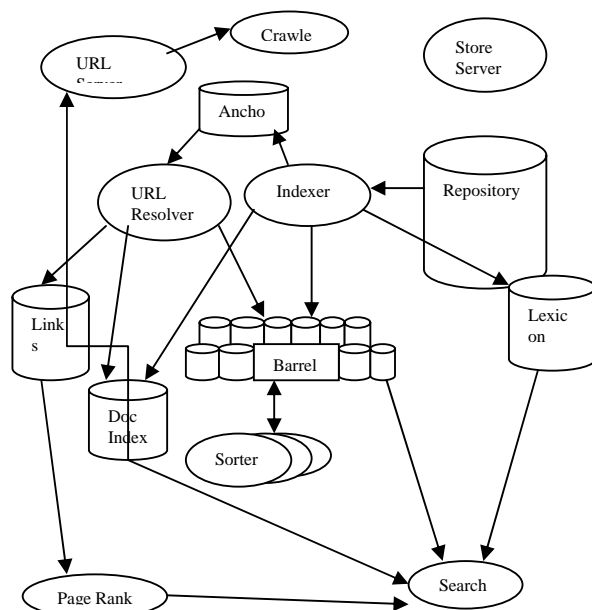 Crawle
URL
Store
Server
Ancho
URL
Resolver
Indexer
Repository
Link
s
Lexic
on
Barrel
Doc
Index
Sorter
Page Rank
Search